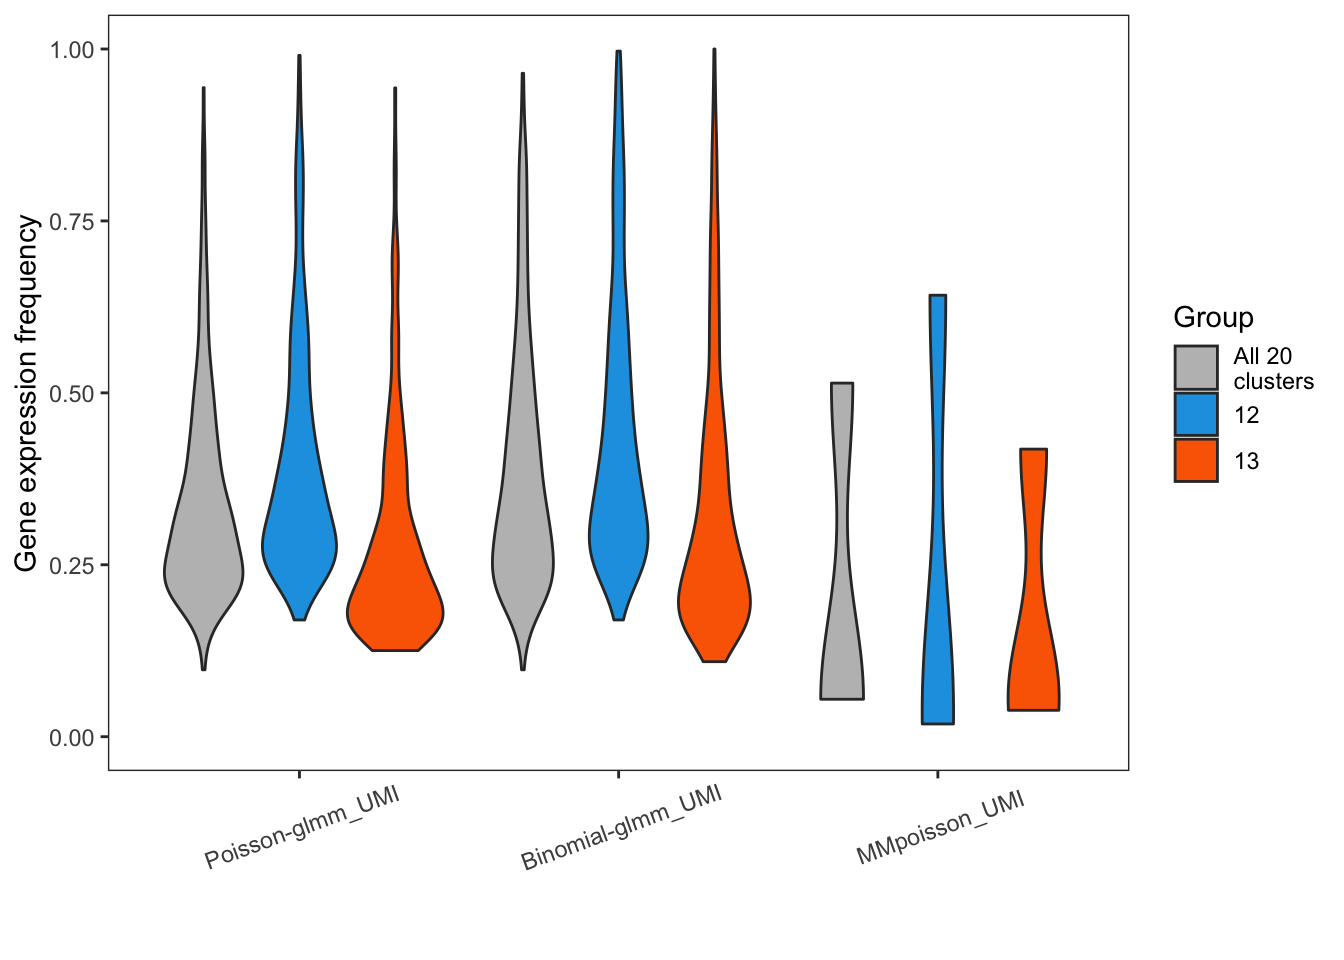 Gene expression frequency
1.00
0.75
0.50
0.25
0.00
Poisson-glmm_UMI
Binomial-glmm_UMI
MMpoisson_UMI
Group
All 20
clusters
12
13